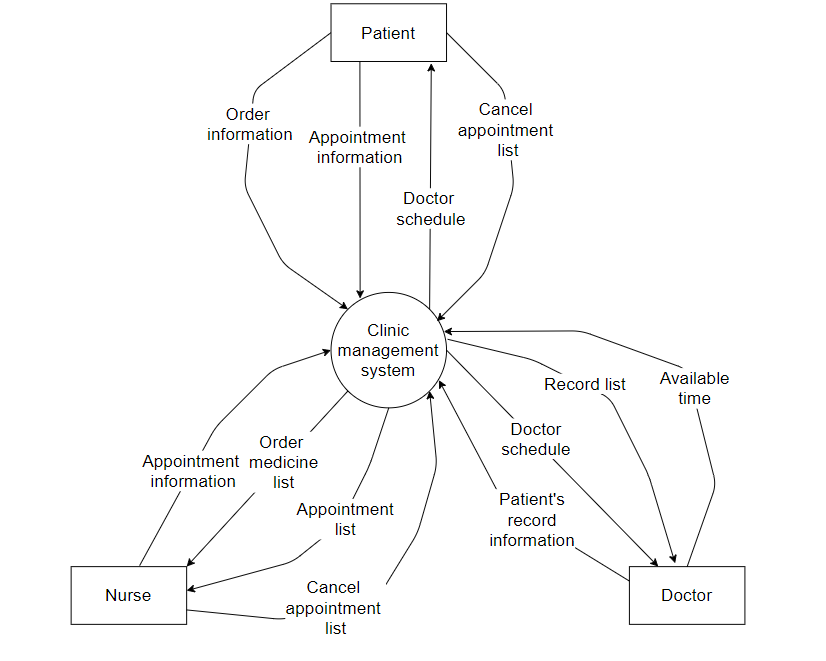 Patient
Order
information
Appointment
information
Cancel
appointment
list
Doctor
schedule
Clinic
management
system
Record list
Available
time
Doctor
schedule
Appointment
information
Order
medicine
list
Patient's
record
information
Appointment
list
Cancel
appointment
list
Nurse
Doctor